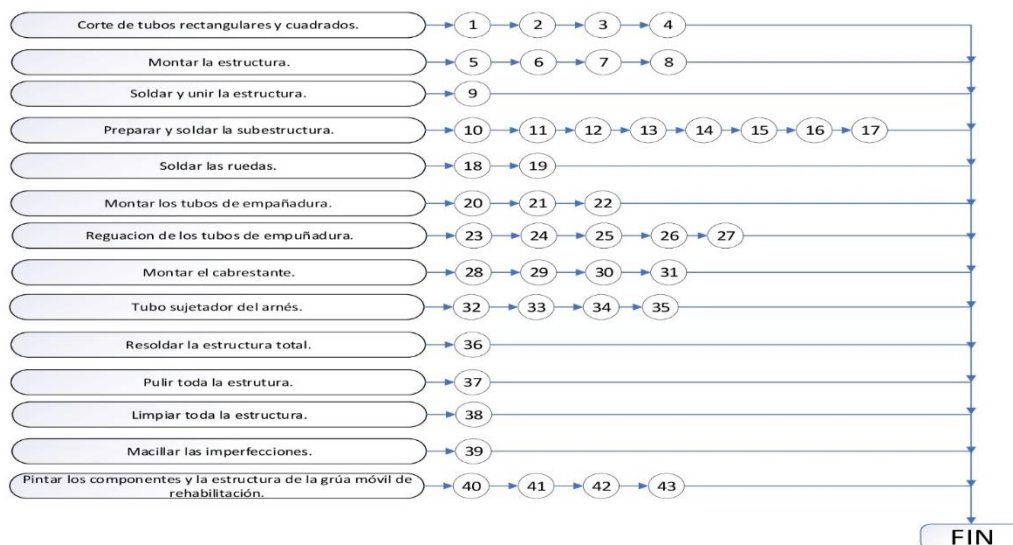 Corte de tubos rectangulares y cuadrados. 1 2 3 4
Montar la estructura. 5 6 7 8
Soldar y unir la estructura. 9
Preparar y soldar la subestructura. 10 11 12 13 14 15 16 17
Soldar las ruedas. 18 19
Montar los tubos de empañadura. 20 21 22
Reguacion de los tubos de empuñadura. 23 24 25 26 27
Montar el cabrestante. 28 29 30 31
Tubo sujetador del arnés. 32 33 34 35
Resoldar la estructura total. 36
Pulir toda la estrutura. 37
Limpiar toda la estructura. 38
Macillar las imperfecciones. 39
Pintar los componentes y la estructura de la grúa móvil de
rehabilitación. 40 41 42 43
FIN